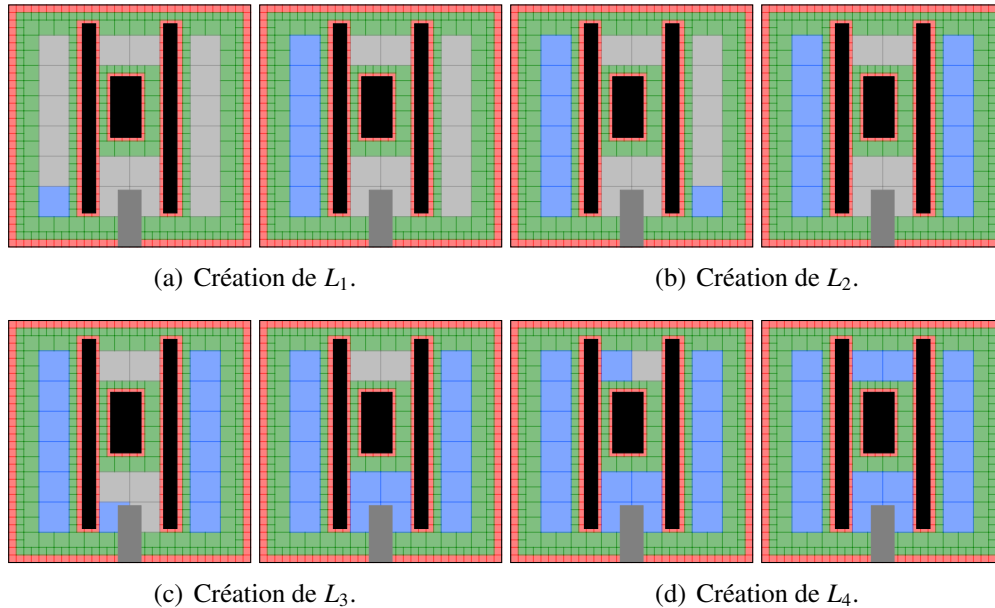 (a) Création de L₁.
(b) Création de L₂.
(c) Création de L₃.
(d) Création de L₄.